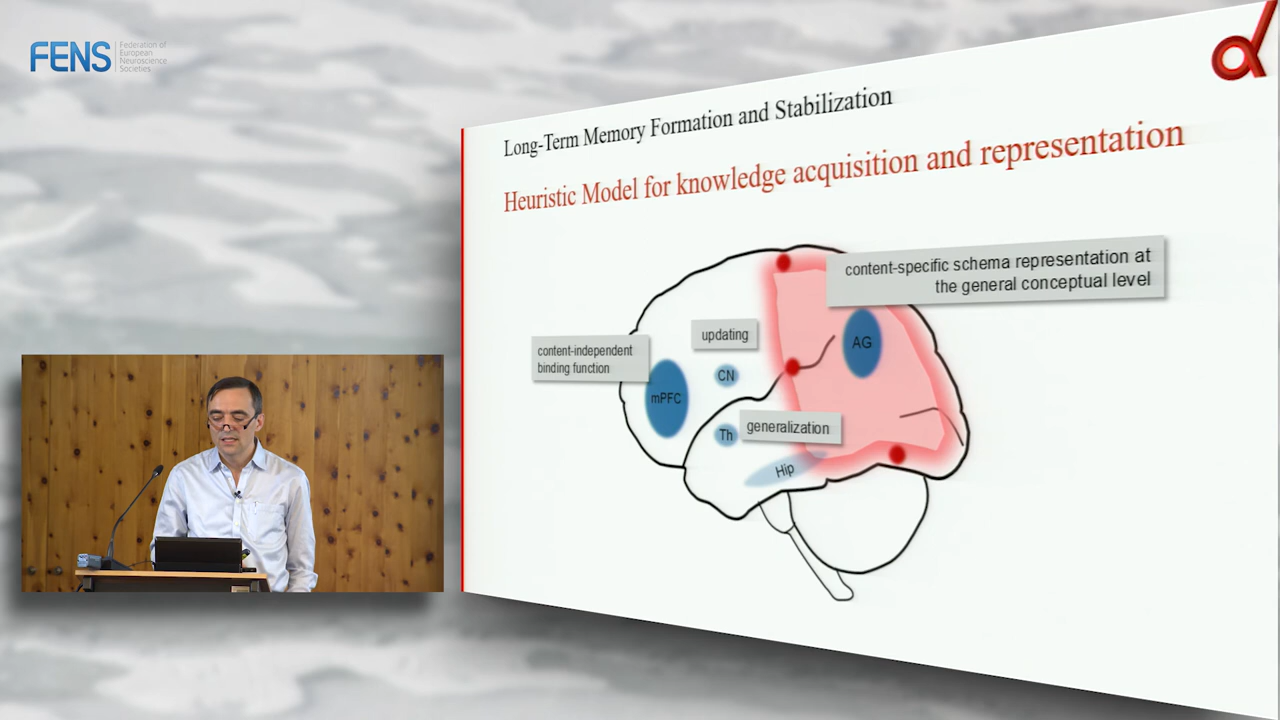 FENS
Federation of
European
Neuroscience
Societies
Long-Term Memory Formation and Stabilization
Heuristic Model for knowledge acquisition and representation
content-specific schema representation at
the general conceptual level
updating
content-independent
binding function
AG
CN
mPFC
Th
generalization
Hip